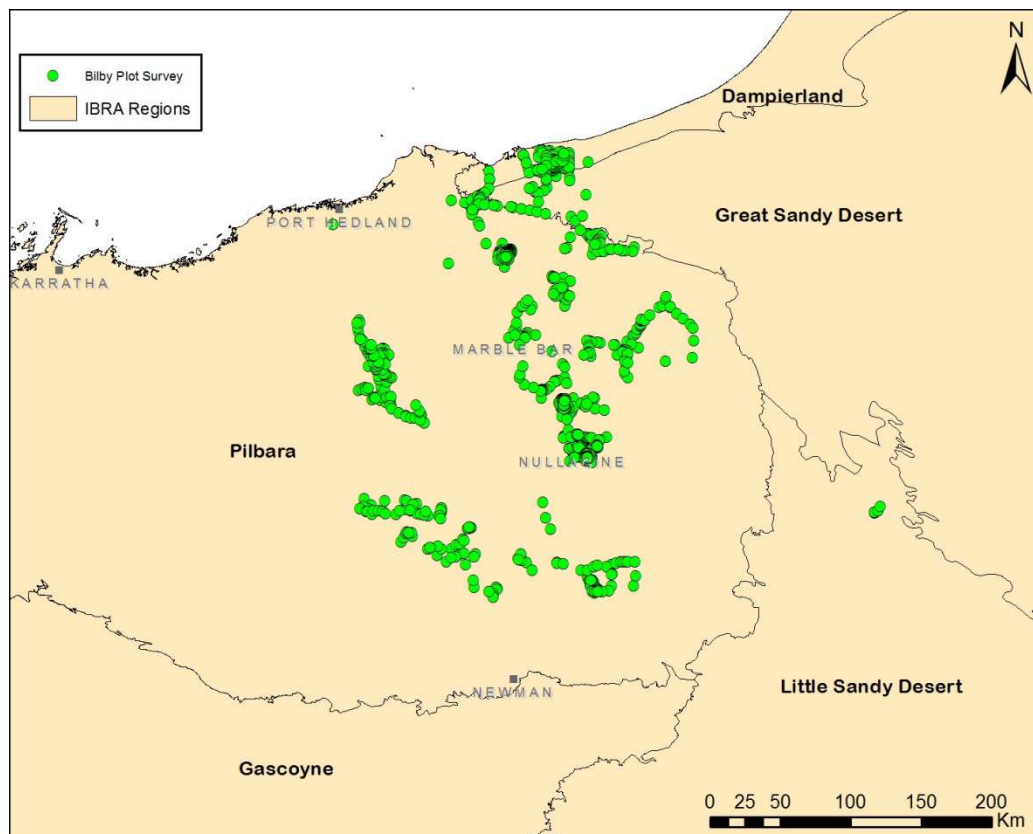 N
Bilby Plot Survey
IBRA Regions
Dampierland
Great Sandy Desert
PORT HEDLAND
KARRATHA
MARBLE BAR
Pilbara
NULLAGINE
Little Sandy Desert
NEWMAN
Gascoyne
0 25 50 100 150 200
Km